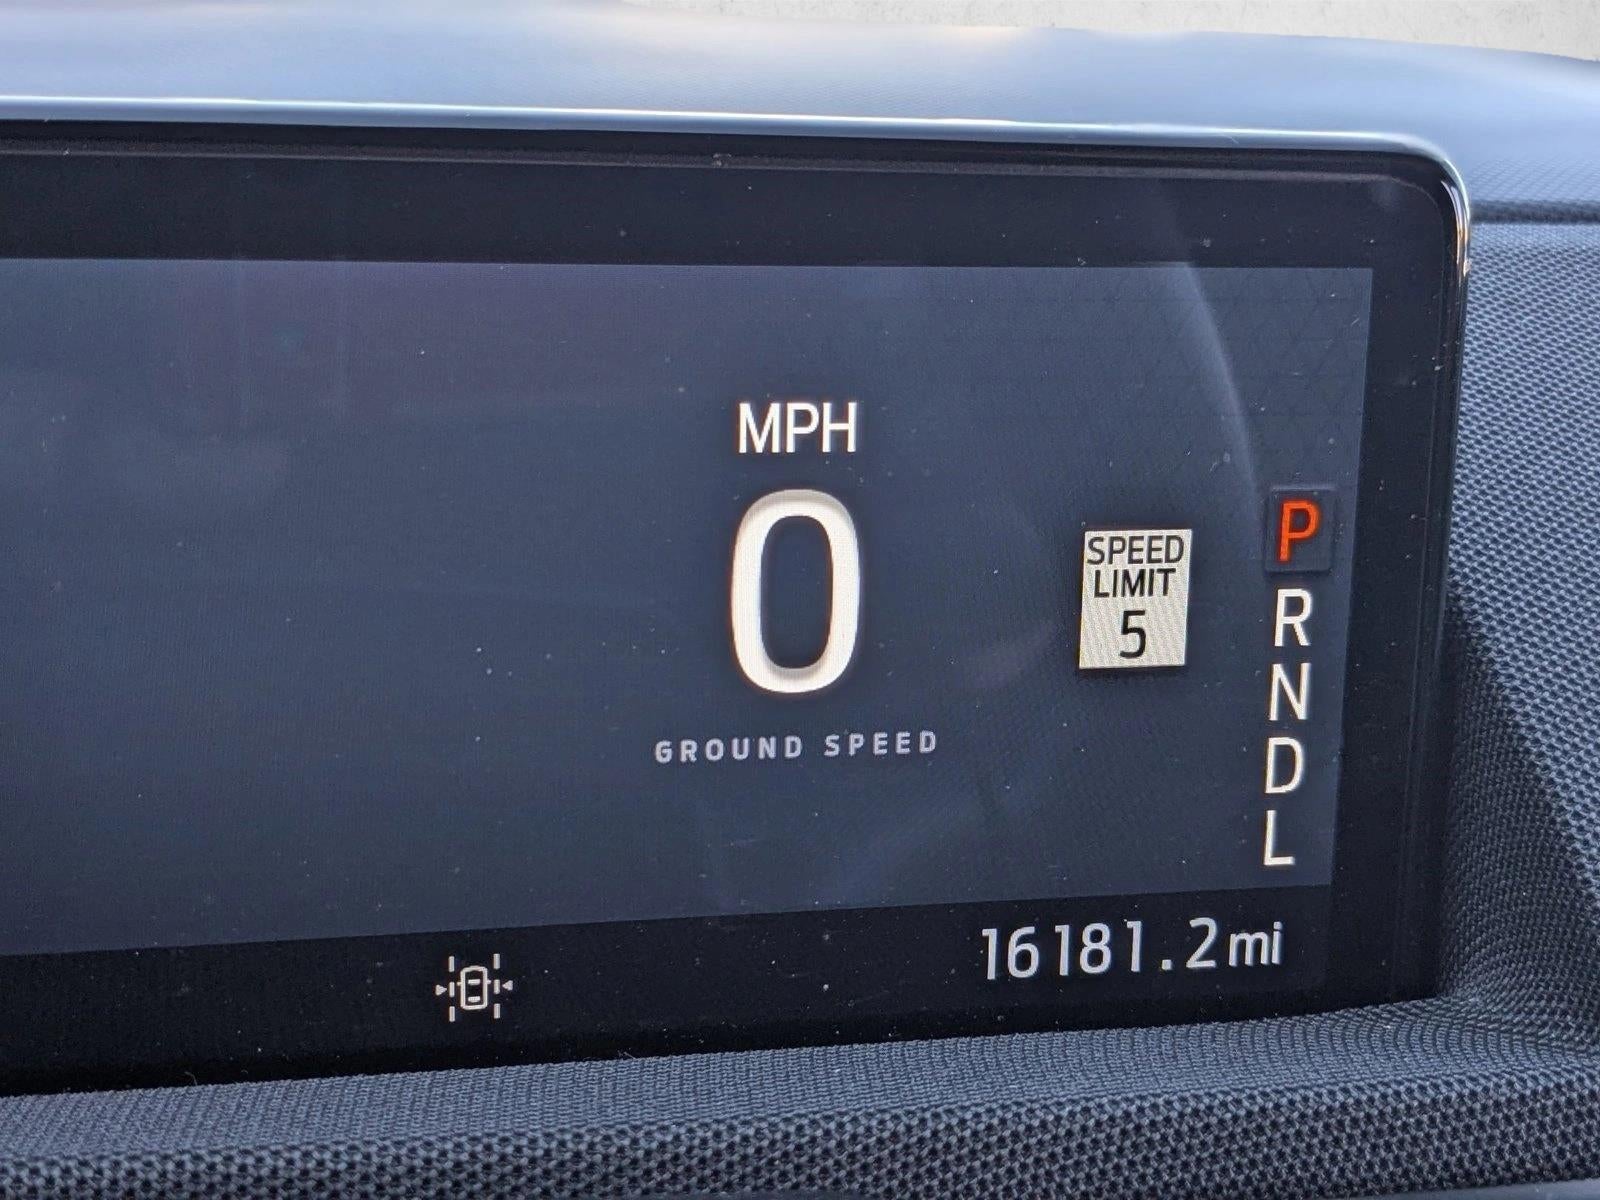 MPH
0
GROUND SPEED
SPEED
LIMIT
5
P
R
N
D
L
16181.2mi